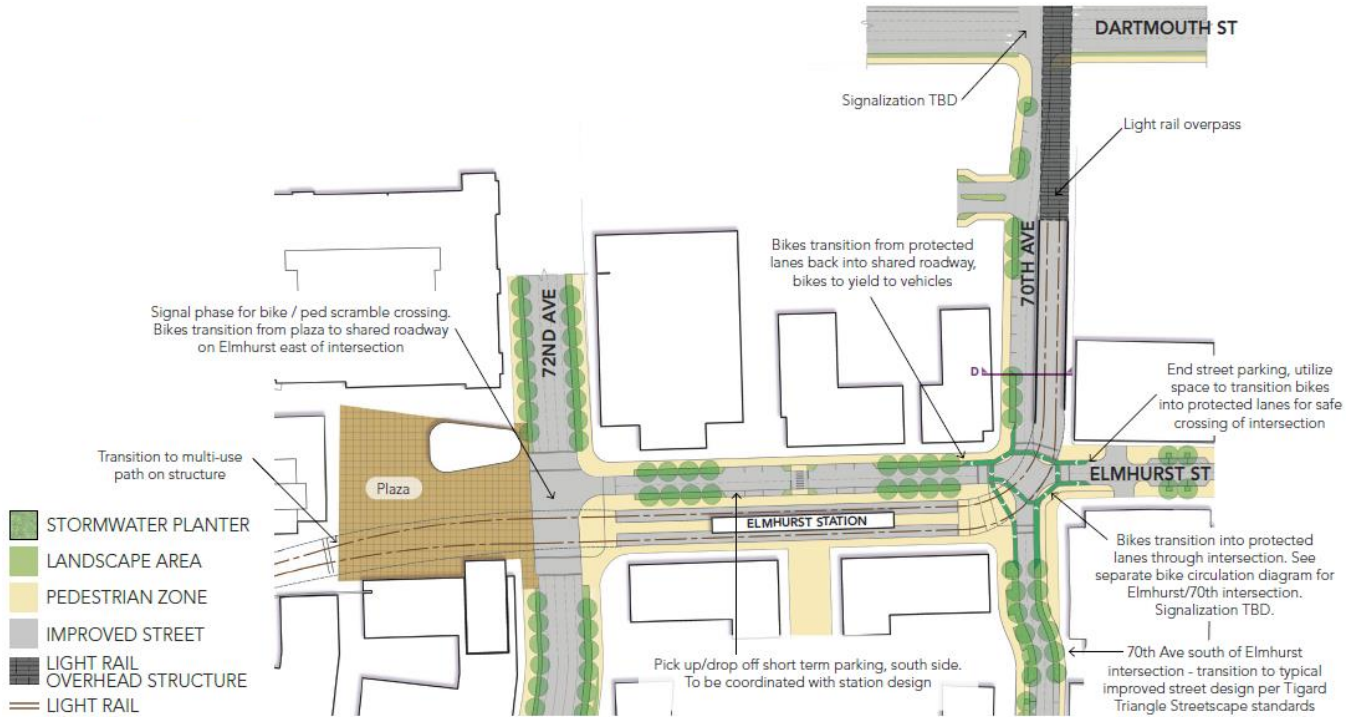 DARTMOUTH ST
Signalization TBD
Light rail overpass
70TH AVE
Bikes transition from protected
lanes back into shared roadway,
bikes to yield to vehicles
72ND AVE
Signal phase for bike / ped scramble crossing.
Bikes transition from plaza to shared roadway
on Elmhurst east of intersection
D
End street parking, utilize
space to transition bikes
into protected lanes for safe
crossing of intersection
Transition to multi-use
path on structure
Plaza
ELMHURST ST
ELMHURST STATION
STORMWATER PLANTER
LANDSCAPE AREA
PEDESTRIAN ZONE
IMPROVED STREET
LIGHT RAIL
OVERHEAD STRUCTURE
LIGHT RAIL
Bikes transition into protected
lanes through intersection. See
separate bike circulation diagram for
Elmhurst/70th intersection.
Signalization TBD.
Pick up/drop off short term parking, south side.
To be coordinated with station design
70th Ave south of Elmhurst
intersection - transition to typical
improved street design per Tigard
Triangle Streetscape standards